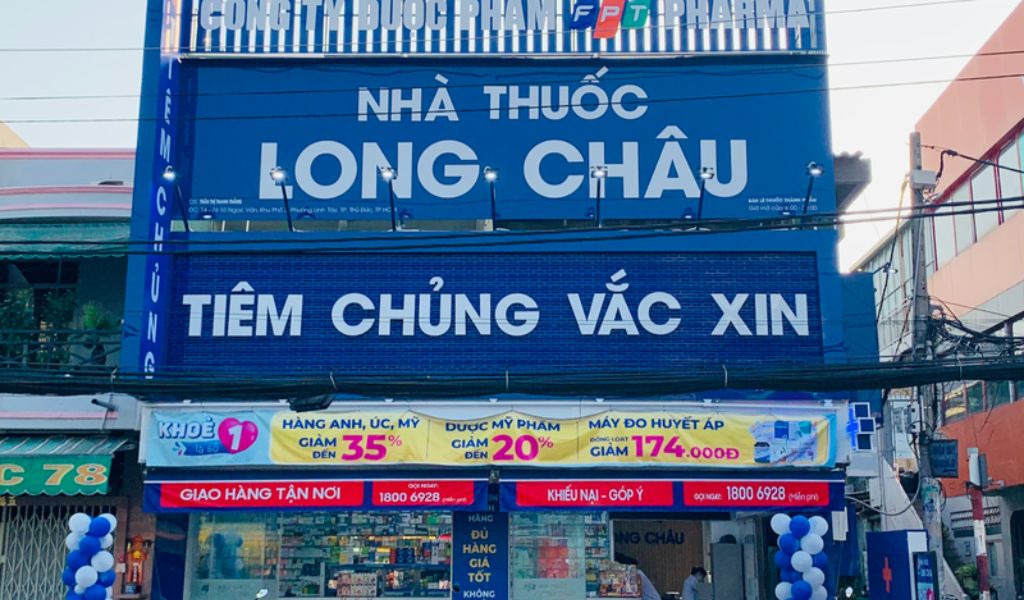 CÔNG TY DƯỢC PHẨM FPT PHARMA
NHÀ THUỐC
LONG CHÂU
TIÊM CHỦNG
TIÊM CHỦNG VẮC XIN
KHOẺ 1
HÀNG ANH, ÚC, MỸ
GIẢM ĐẾN 35%
DƯỢC MỸ PHẨM
GIẢM ĐẾN 20%
MÁY ĐO HUYẾT ÁP
ĐỒNG LOẠT GIẢM 174.000Đ
GIAO HÀNG TẬN NƠI
GỌI NGAY: 1800 6928 (Miễn phí)
KHIẾU NẠI - GÓP Ý
GỌI NGAY: 1800 6928 (Miễn phí)
C 78
HÀNG
ĐỦ
HÀNG
GIÁ
TỐT
KHÔNG
LONG CHÂU